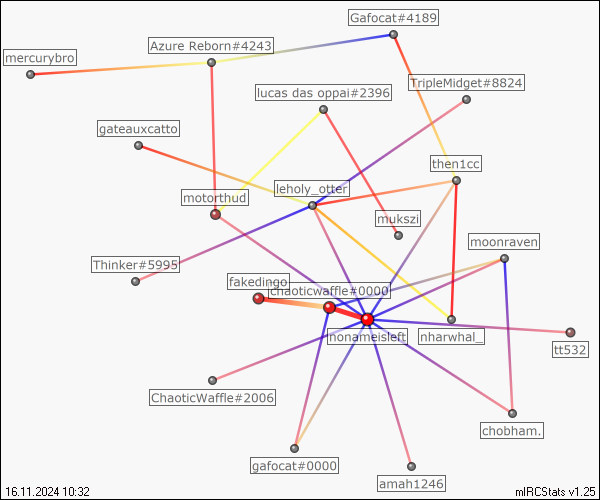 Gafocat#4189
Azure Reborn#4243
mercurybro
TripleMidget#8824
lucas das oppai#2396
gateauxcatto
then1cc
leholy_otter
motorthud
mukszi
moonraven
Thinker#5995
fakedingo
chaoticwaffle#0000
nonameisleft
nharwhal_
tt532
ChaoticWaffle#2006
chobham.
gafocat#0000
amah1246
16.11.2024 10:32
mIRCStats v1.25